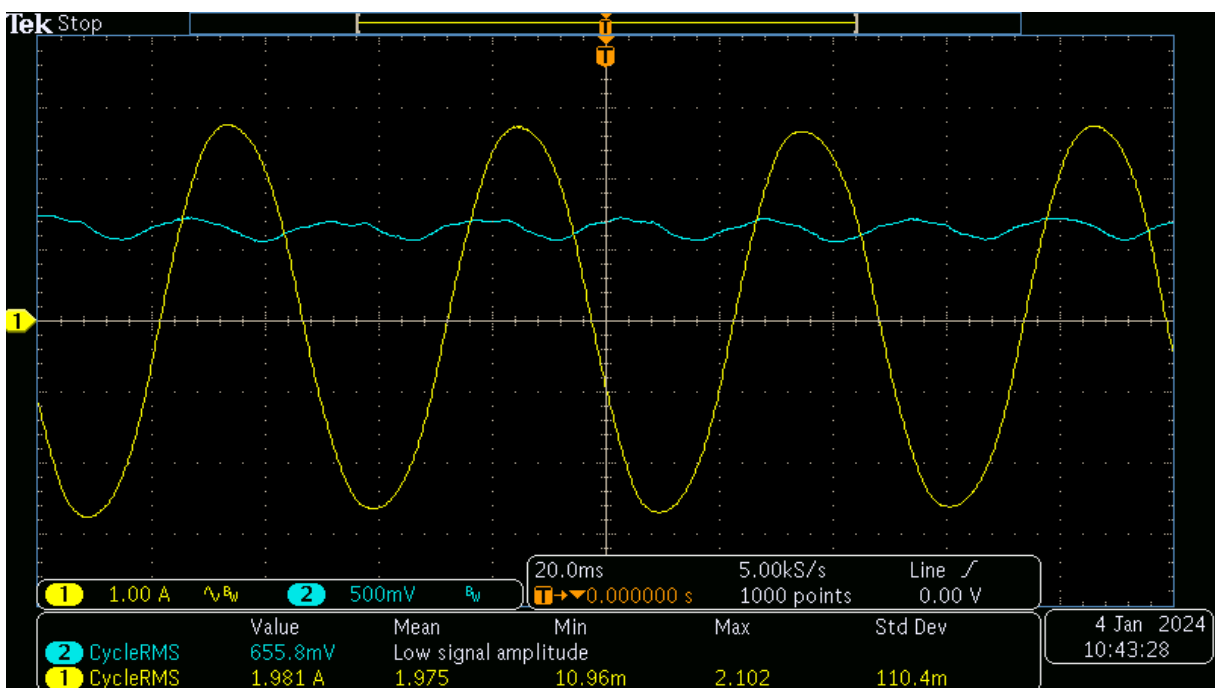 Tek Stop
T
T
1
1 1.00 A ∿ Bw 2 500mV Bw
20.0ms 5.00kS/s Line ∫
T→▼0.000000 s 1000 points 0.00 V
Value Mean Min Max Std Dev
2 CycleRMS 655.8mV Low signal amplitude
1 CycleRMS 1.981 A 1.975 10.96m 2.102 110.4m
4 Jan 2024
10:43:28